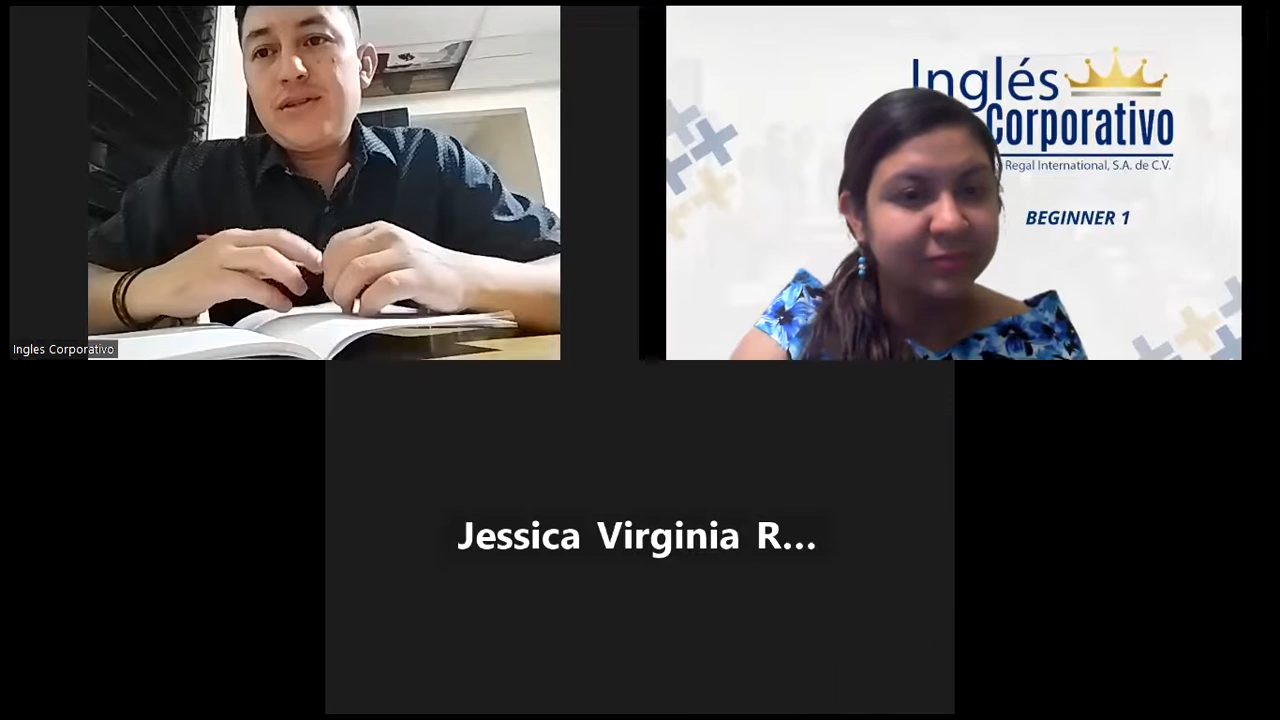 Inglés
Corporativo
Regal International, S.A. de C.V.
BEGINNER 1
Ingles Corporativo
Jessica Virginia R...